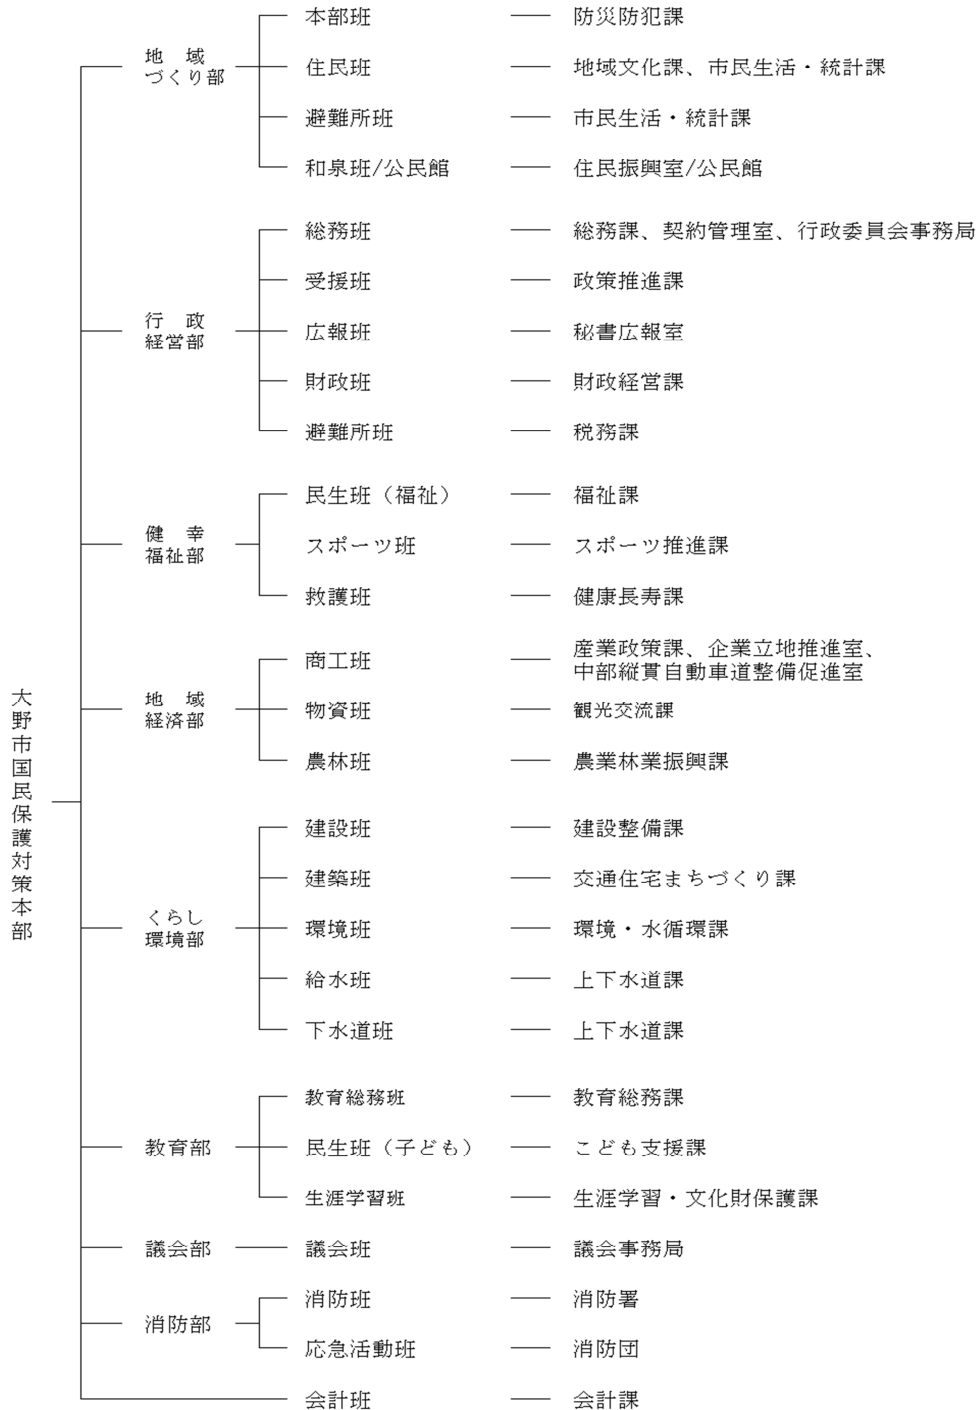 大野市国民保護対策本部
地域
づくり部
本部班 防災防犯課
住民班 地域文化課、市民生活・統計課
避難所班 市民生活・統計課
和泉班/公民館 住民振興室/公民館
行政
経営部
総務班 総務課、契約管理室、行政委員会事務局
受援班 政策推進課
広報班 秘書広報室
財政班 財政経営課
避難所班 税務課
健幸
福祉部
民生班（福祉） 福祉課
スポーツ班 スポーツ推進課
救護班 健康長寿課
地域
経済部
商工班 産業政策課、企業立地推進室、
中部縦貫自動車道整備促進室
物資班 観光交流課
農林班 農業林業振興課
くらし
環境部
建設班 建設整備課
建築班 交通住宅まちづくり課
環境班 環境・水循環課
給水班 上下水道課
下水道班 上下水道課
教育部
教育総務班 教育総務課
民生班（子ども） こども支援課
生涯学習班 生涯学習・文化財保護課
議会部 議会班 議会事務局
消防部
消防班 消防署
応急活動班 消防団
会計班 会計課